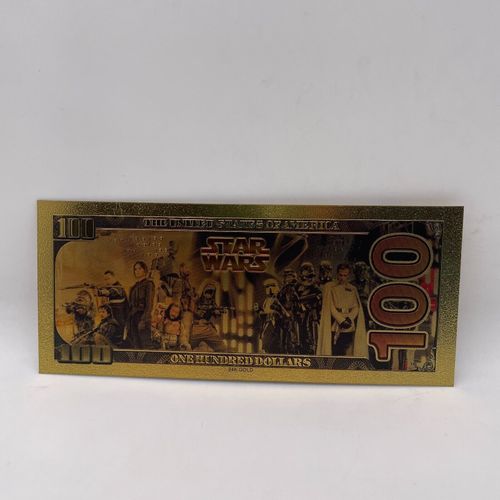 100
THE UNITED STATES OF AMERICA
STAR
WARS
100
100
ONE HUNDRED DOLLARS
24K GOLD